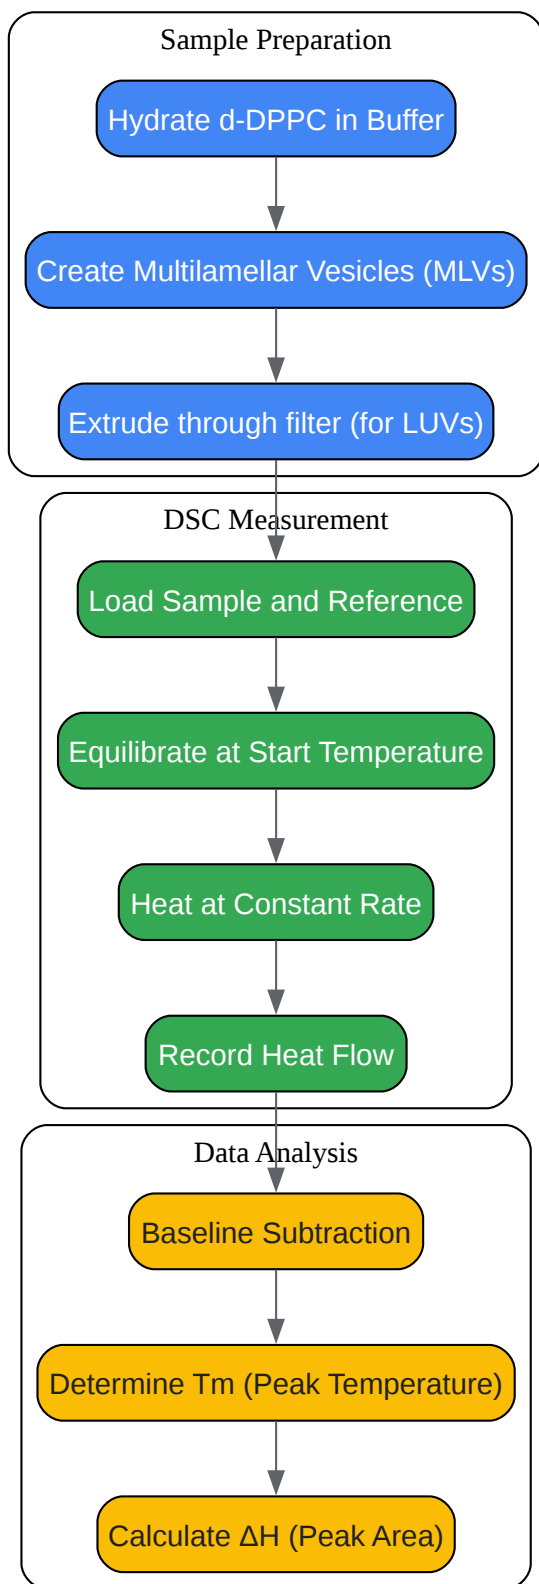 Sample Preparation
Hydrate d-DPPC in Buffer
Create Multilamellar Vesicles (MLVs)
Extrude through filter (for LUVs)
DSC Measurement
Load Sample and Reference
Equilibrate at Start Temperature
Heat at Constant Rate
Record Heat Flow
Data Analysis
Baseline Subtraction
Determine Tm (Peak Temperature)
Calculate ΔH (Peak Area)